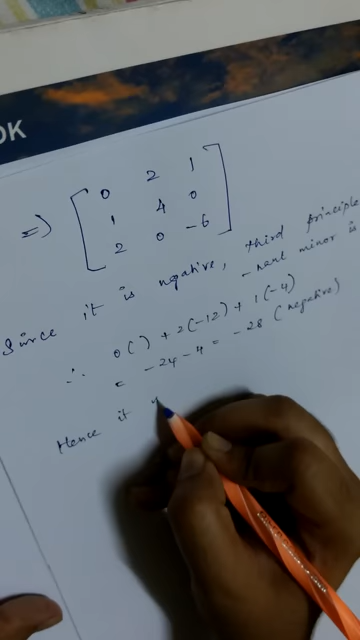 OK
=> [ 0 2 1
1 4 0
2 0 -6 ]
Since it is negative, third principle
-nant minor is
∴ 0( ) + 2(-12) + 1(-4)
= -24 - 4 = -28 (negative)
Hence it